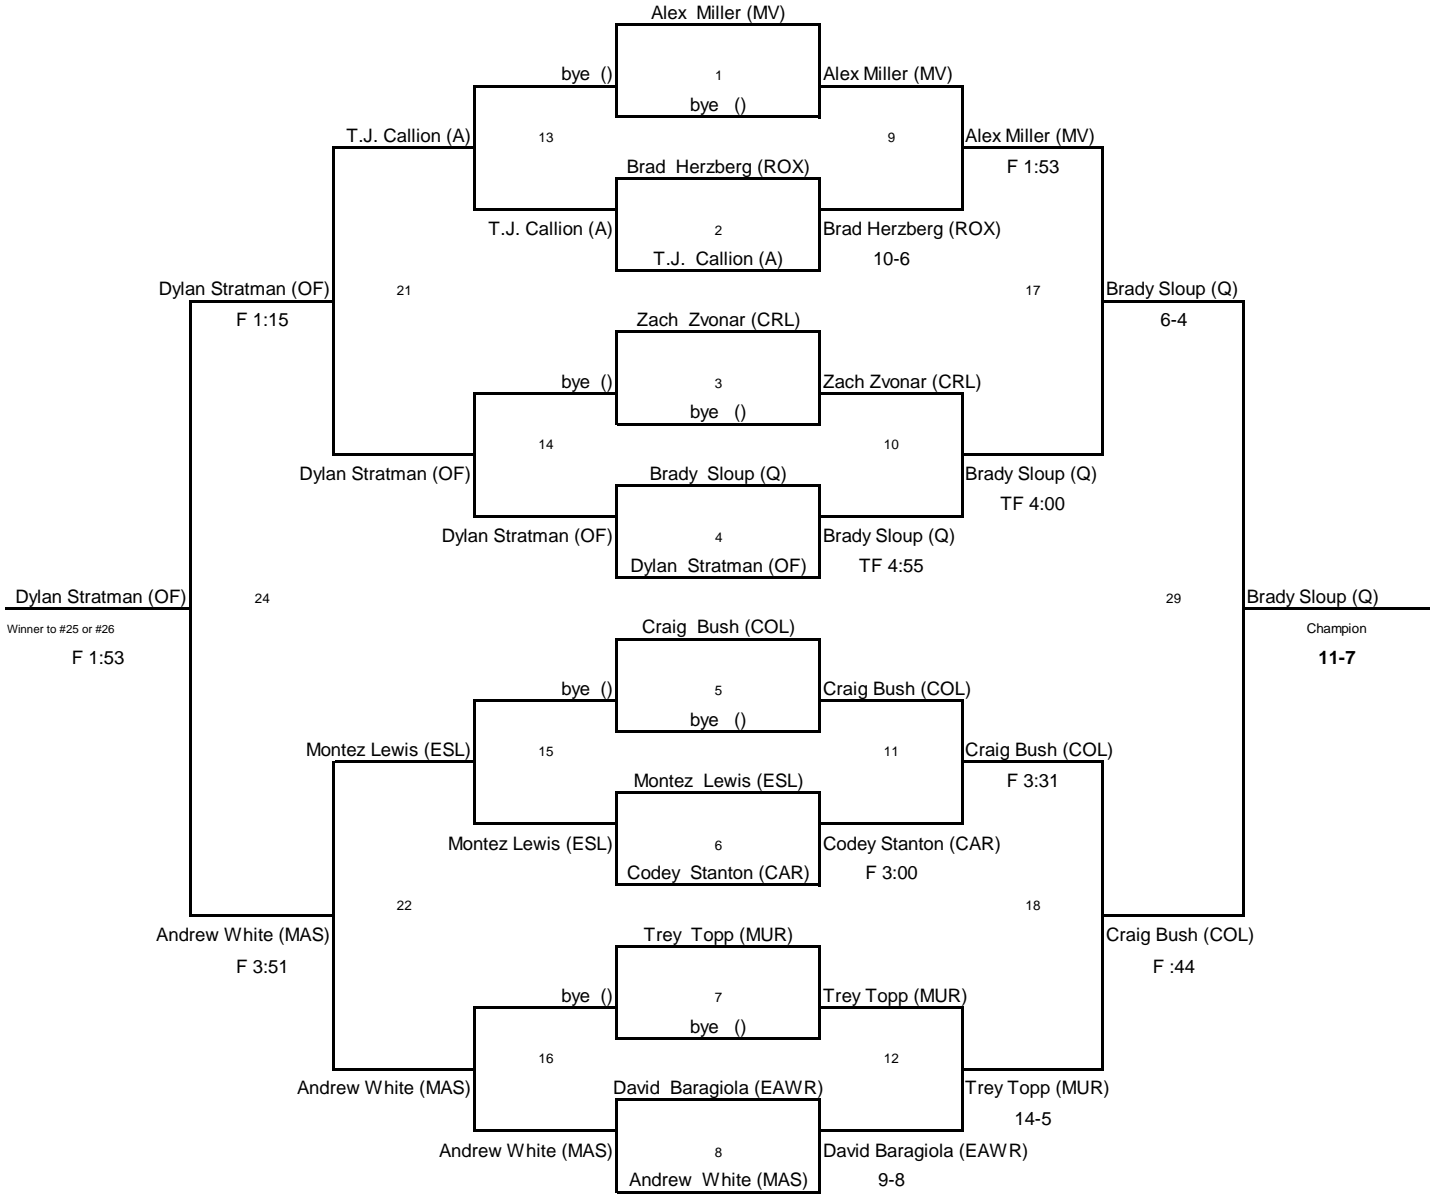 Alex Miller (MV)
bye ()
1
Alex Miller (MV)
bye ()
T.J. Callion (A)
13
9
Alex Miller (MV)
Brad Herzberg (ROX)
F 1:53
T.J. Callion (A)
2
Brad Herzberg (ROX)
T.J. Callion (A)
10-6
Dylan Stratman (OF)
21
17
Brady Sloup (Q)
F 1:15
Zach Zvonar (CRL)
6-4
bye ()
3
Zach Zvonar (CRL)
bye ()
14
10
Dylan Stratman (OF)
Brady Sloup (Q)
Brady Sloup (Q)
TF 4:00
Dylan Stratman (OF)
4
Brady Sloup (Q)
Dylan Stratman (OF)
TF 4:55
Dylan Stratman (OF)
24
29
Brady Sloup (Q)
Winner to #25 or #26
Craig Bush (COL)
Champion
F 1:53
11-7
bye ()
5
Craig Bush (COL)
bye ()
Montez Lewis (ESL)
15
11
Craig Bush (COL)
Montez Lewis (ESL)
F 3:31
Montez Lewis (ESL)
6
Codey Stanton (CAR)
Codey Stanton (CAR)
F 3:00
22
18
Andrew White (MAS)
Trey Topp (MUR)
Craig Bush (COL)
F 3:51
F :44
bye ()
7
Trey Topp (MUR)
bye ()
16
12
Andrew White (MAS)
David Baragiola (EAWR)
Trey Topp (MUR)
14-5
Andrew White (MAS)
8
David Baragiola (EAWR)
Andrew White (MAS)
9-8